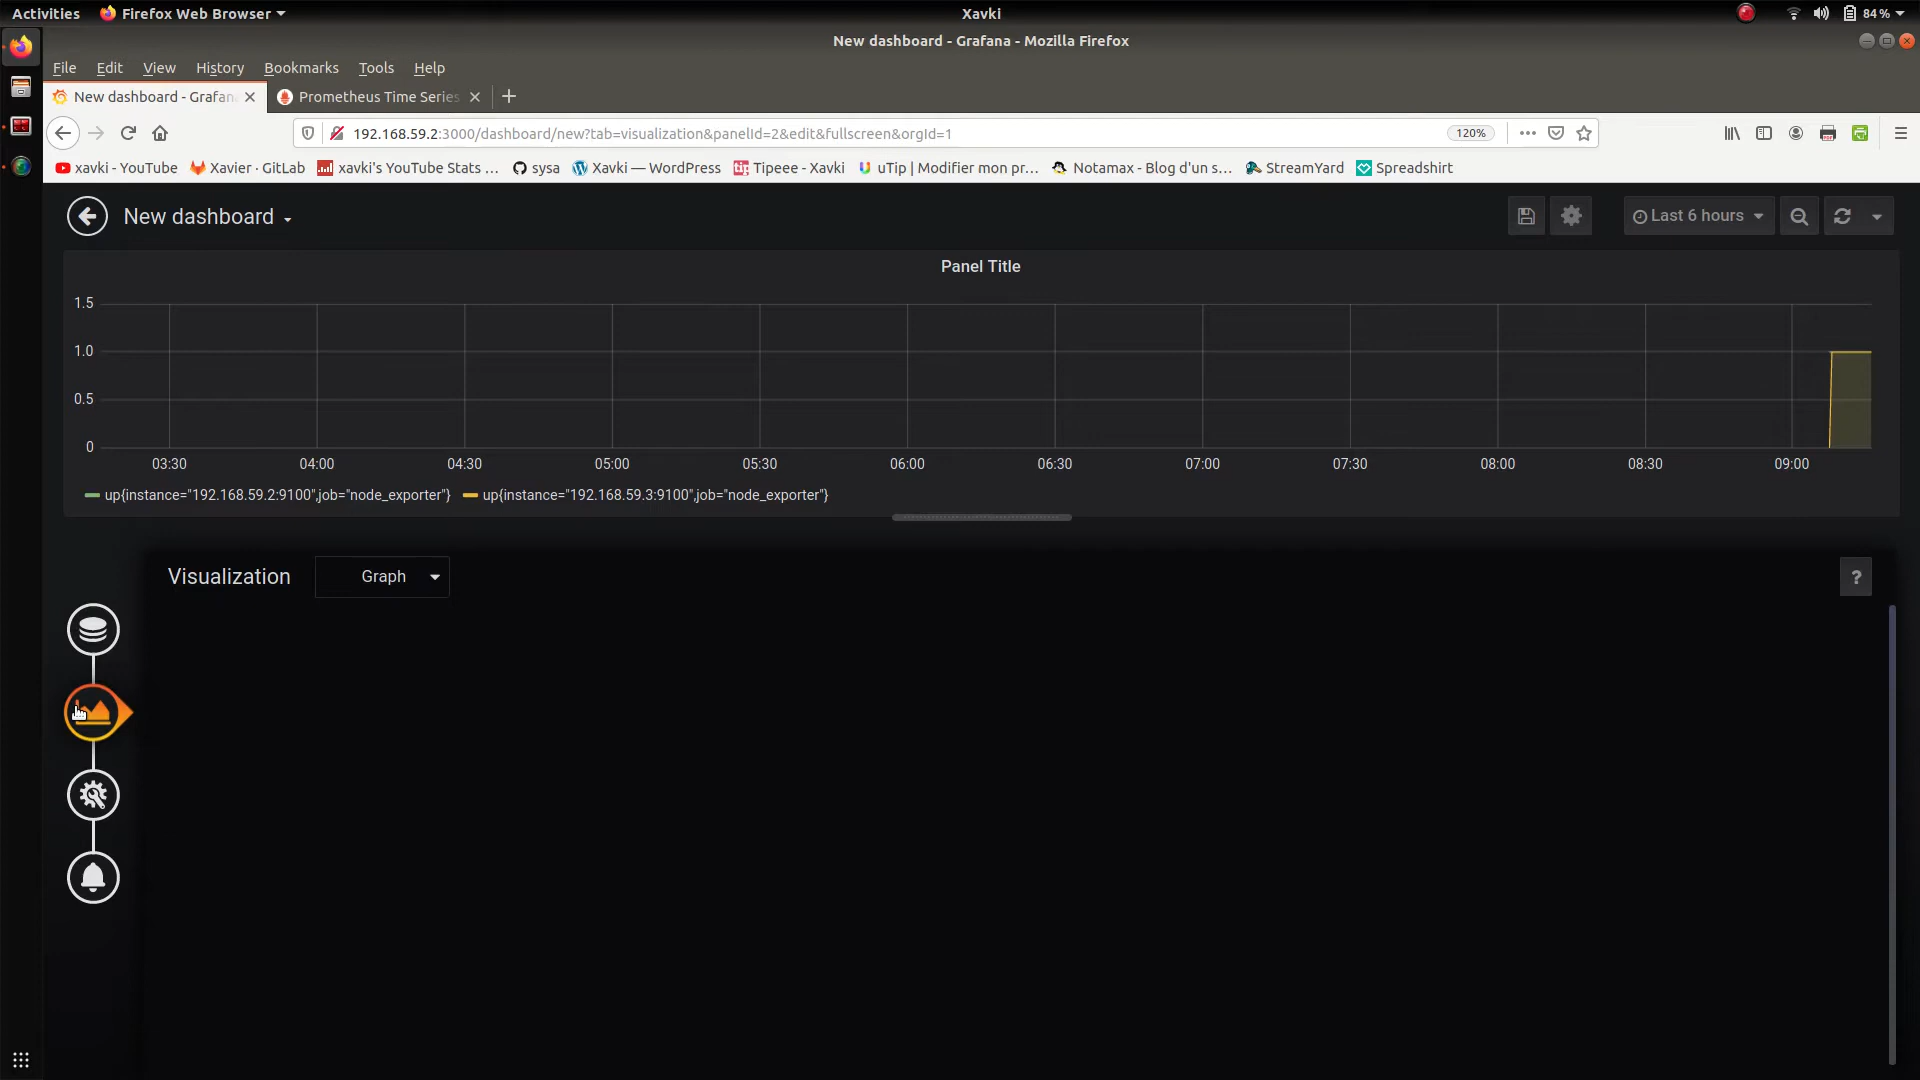 Activities Firefox Web Browser Xavki 84 %
New dashboard - Grafana - Mozilla Firefox
File Edit View History Bookmarks Tools Help
New dashboard - Grafan Prometheus Time Series
192.168.59.2:3000/dashboard/new?tab=visualization&panelId=2&edit&fullscreen&orgId=1 120%
xavki - YouTube Xavier · GitLab xavki's YouTube Stats ... sysa Xavki — WordPress Tipeee - Xavki uTip | Modifier mon pr... Notamax - Blog d'un s... StreamYard Spreadshirt
New dashboard Last 6 hours
Panel Title
1.5
1.0
0.5
0
03:30 04:00 04:30 05:00 05:30 06:00 06:30 07:00 07:30 08:00 08:30 09:00
up{instance="192.168.59.2:9100",job="node_exporter"} up{instance="192.168.59.3:9100",job="node_exporter"}
Visualization Graph ?